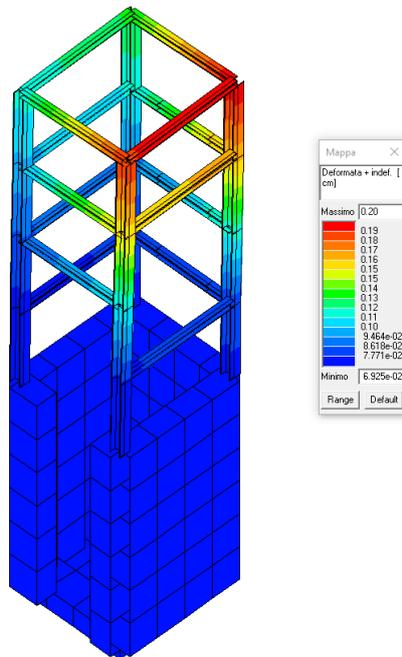 Mappa
Deformata + indef. [
cm]
Massimo 0.20
0.19
0.18
0.17
0.16
0.15
0.15
0.14
0.13
0.12
0.11
0.10
9.464e-02
8.618e-02
7.771e-02
Minimo 6.925e-02
Range Default